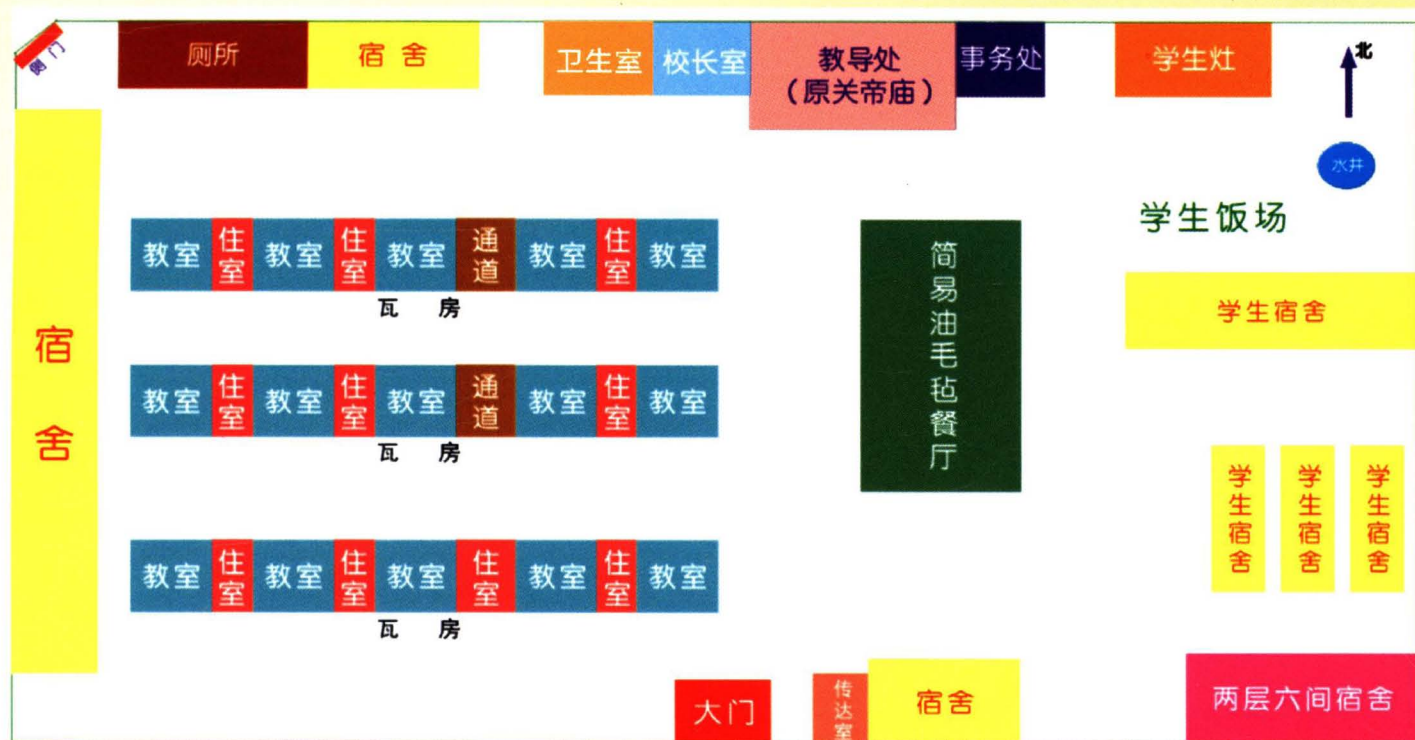 侧门
厕所
宿舍
卫生室
校长室
教导处
（原关帝庙）
事务处
学生灶
北
水井
学生饭场
宿舍
教室 住室 教室 住室 教室 通道 教室 住室 教室
瓦房
简易油毛毡餐厅
学生宿舍
教室 住室 教室 住室 教室 通道 教室 住室 教室
瓦房
学生宿舍
学生宿舍
学生宿舍
教室 住室 教室 住室 教室 住室 教室 住室 教室
瓦房
大门
传达室
宿舍
两层六间宿舍